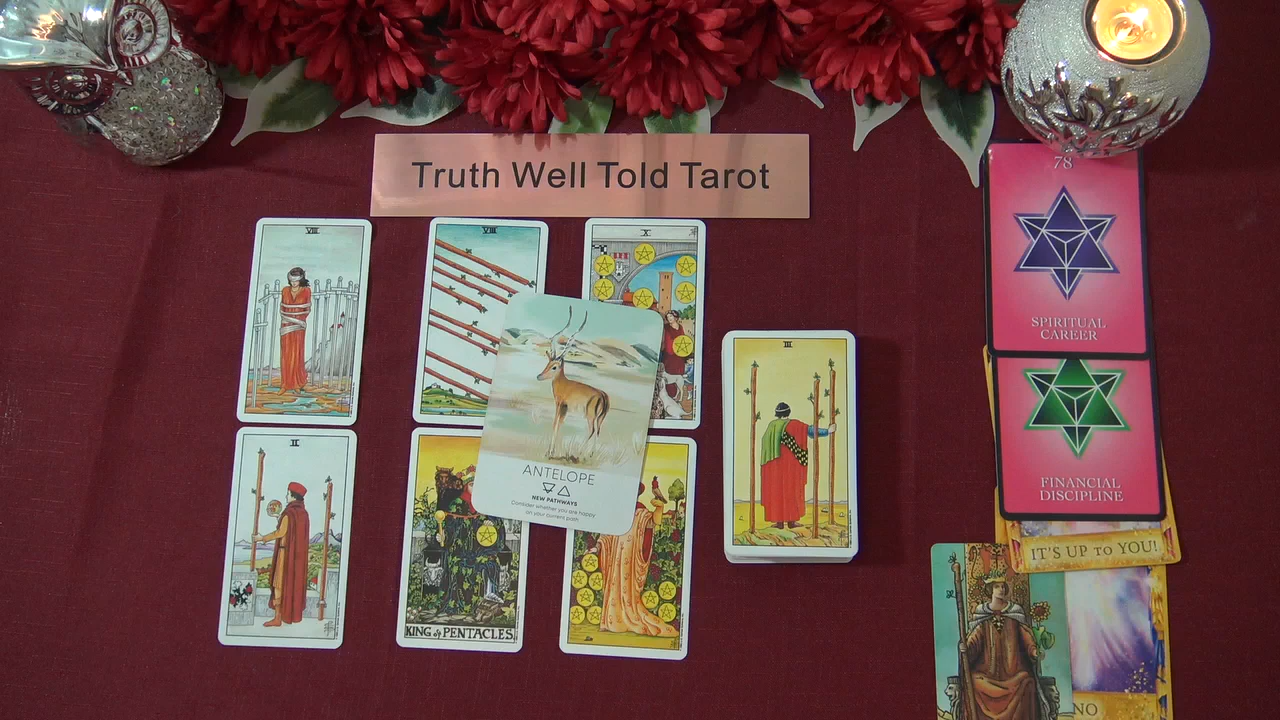 Truth Well Told Tarot
VIII
VIII
X
78
SPIRITUAL
CAREER
III
ANTELOPE
NEW PATHWAYS
Consider whether you are happy
on your current path
II
KING of PENTACLES
FINANCIAL
DISCIPLINE
IT'S UP to YOU!
NO